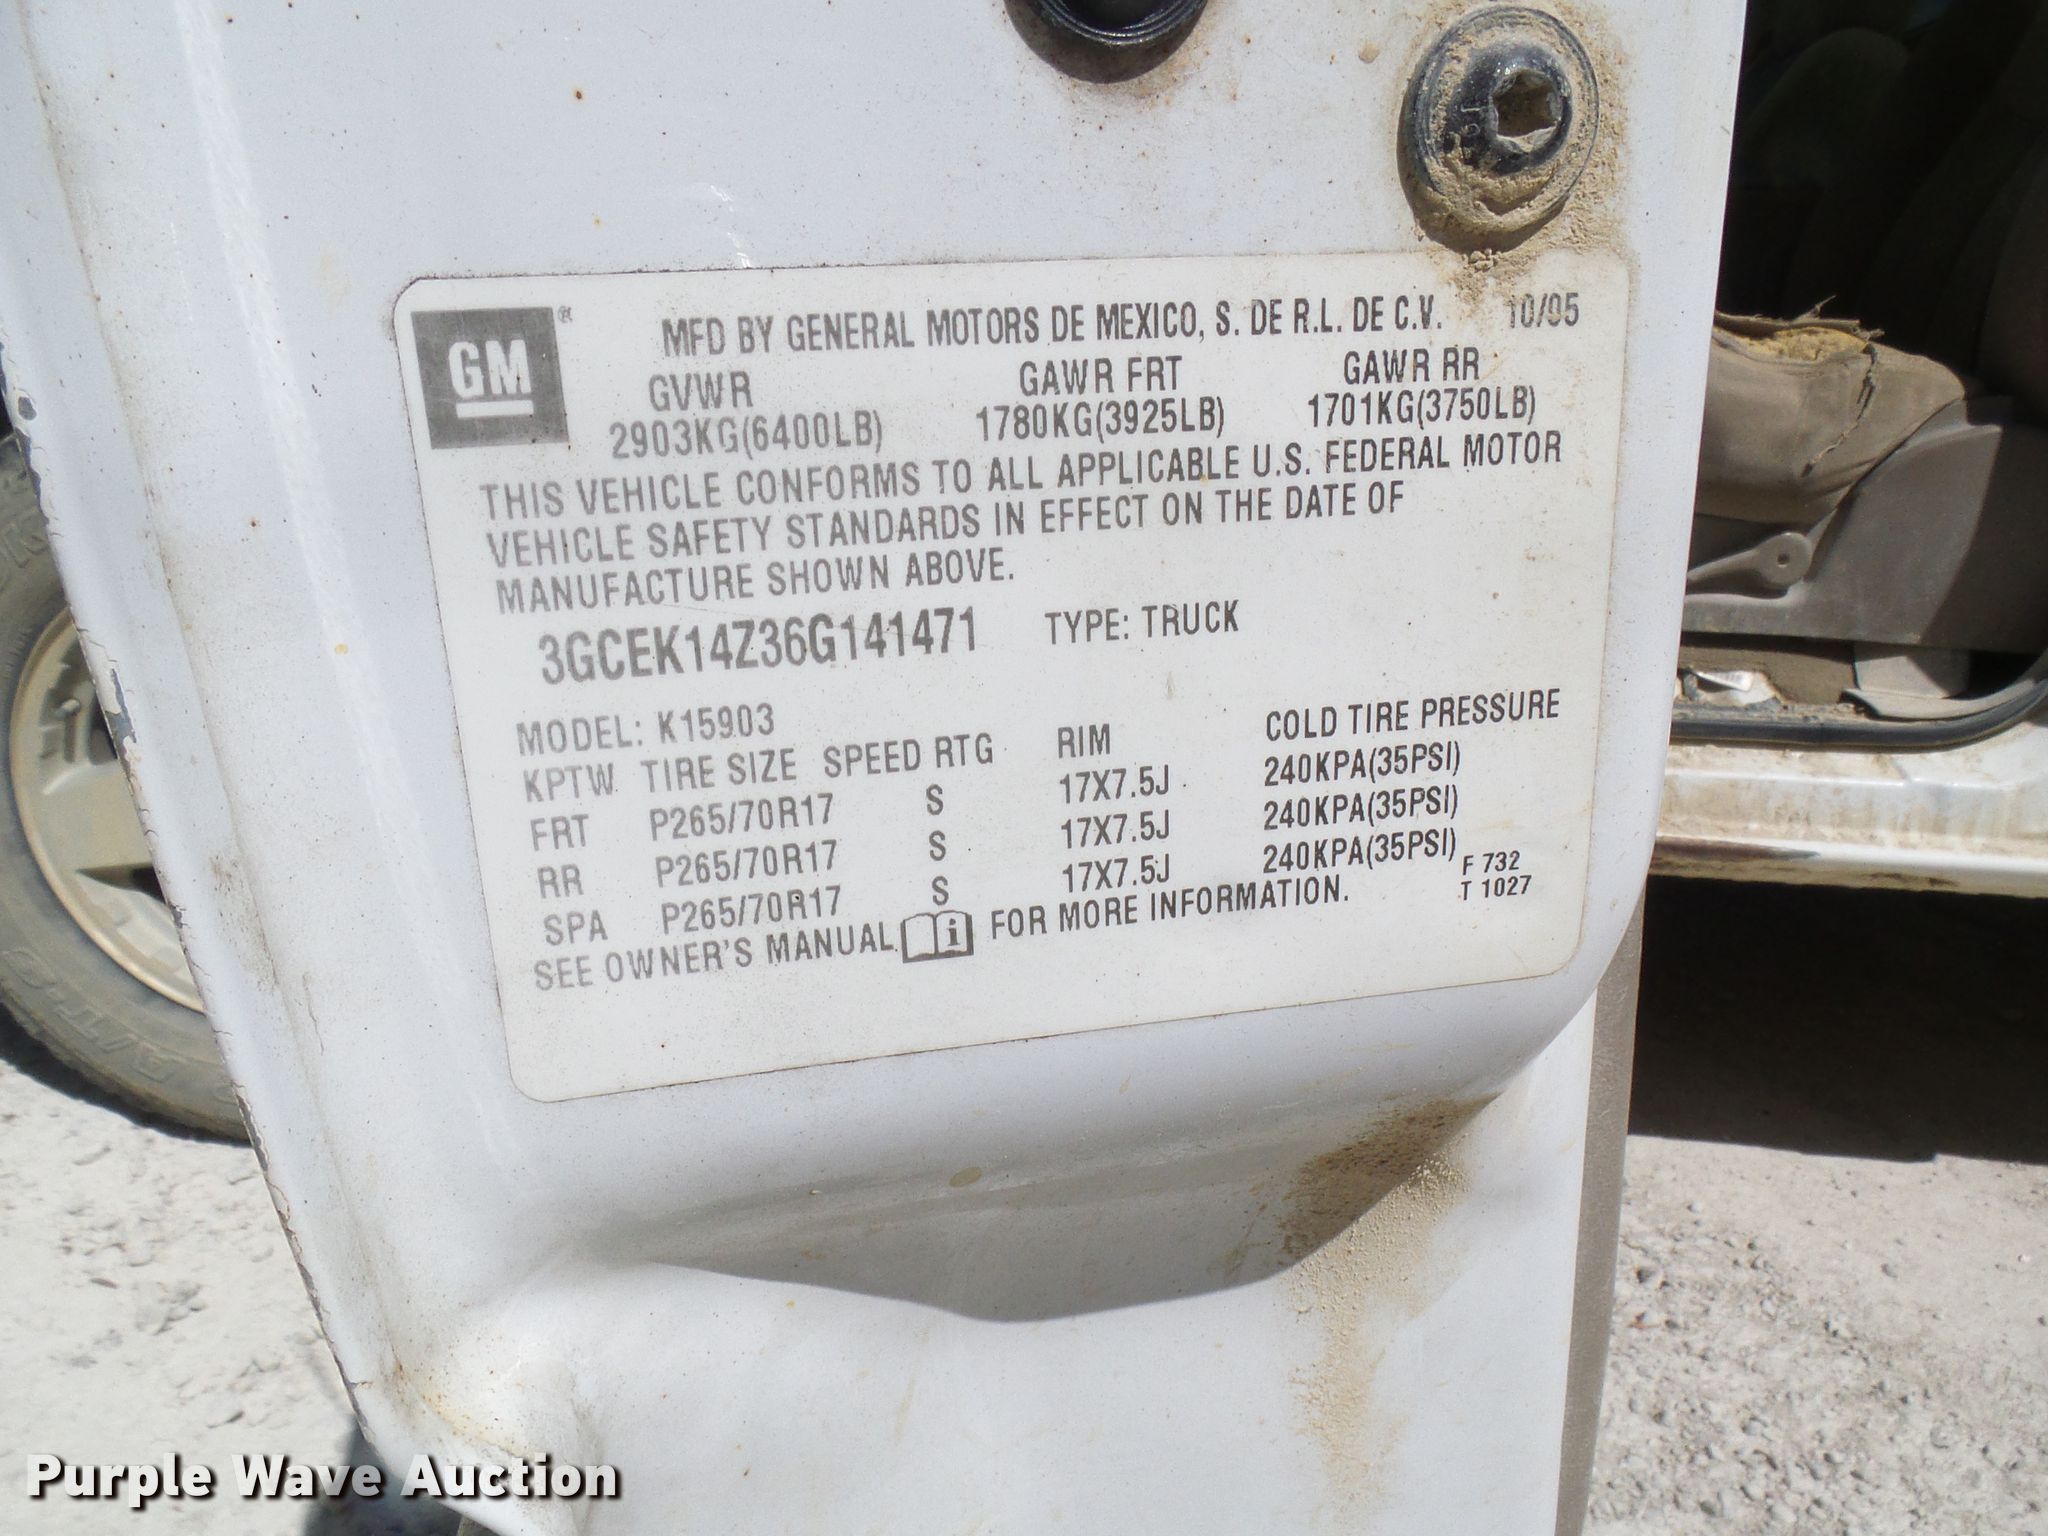 GM®
MFD BY GENERAL MOTORS DE MEXICO, S. DE R.L. DE C.V. 10/05
GVWR GAWR FRT GAWR RR
2903KG(6400LB) 1780KG(3925LB) 1701KG(3750LB)
THIS VEHICLE CONFORMS TO ALL APPLICABLE U.S. FEDERAL MOTOR
VEHICLE SAFETY STANDARDS IN EFFECT ON THE DATE OF
MANUFACTURE SHOWN ABOVE.
3GCEK14Z36G141471 TYPE: TRUCK
MODEL: K15903
KPTW TIRE SIZE SPEED RTG RIM COLD TIRE PRESSURE
FRT P265/70R17 S 17X7.5J 240KPA(35PSI)
RR P265/70R17 S 17X7.5J 240KPA(35PSI)
SPA P265/70R17 S 17X7.5J 240KPA(35PSI)
SEE OWNER'S MANUAL i FOR MORE INFORMATION.
F 732
T 1027
Purple Wave Auction